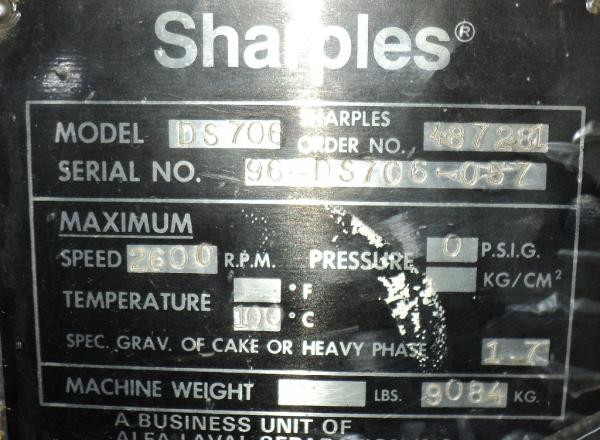 Sharples®
MODEL DS706 SHARPLES ORDER NO. 487281
SERIAL NO. 96-DS706-057
MAXIMUM
SPEED 2600 R.P.M. PRESSURE 0 P.S.I.G.
KG/CM²
TEMPERATURE °F
100 °C
SPEC. GRAV. OF CAKE OR HEAVY PHASE 1.7
MACHINE WEIGHT LBS. 9084 KG.
A BUSINESS UNIT OF
ALFA LAVAL